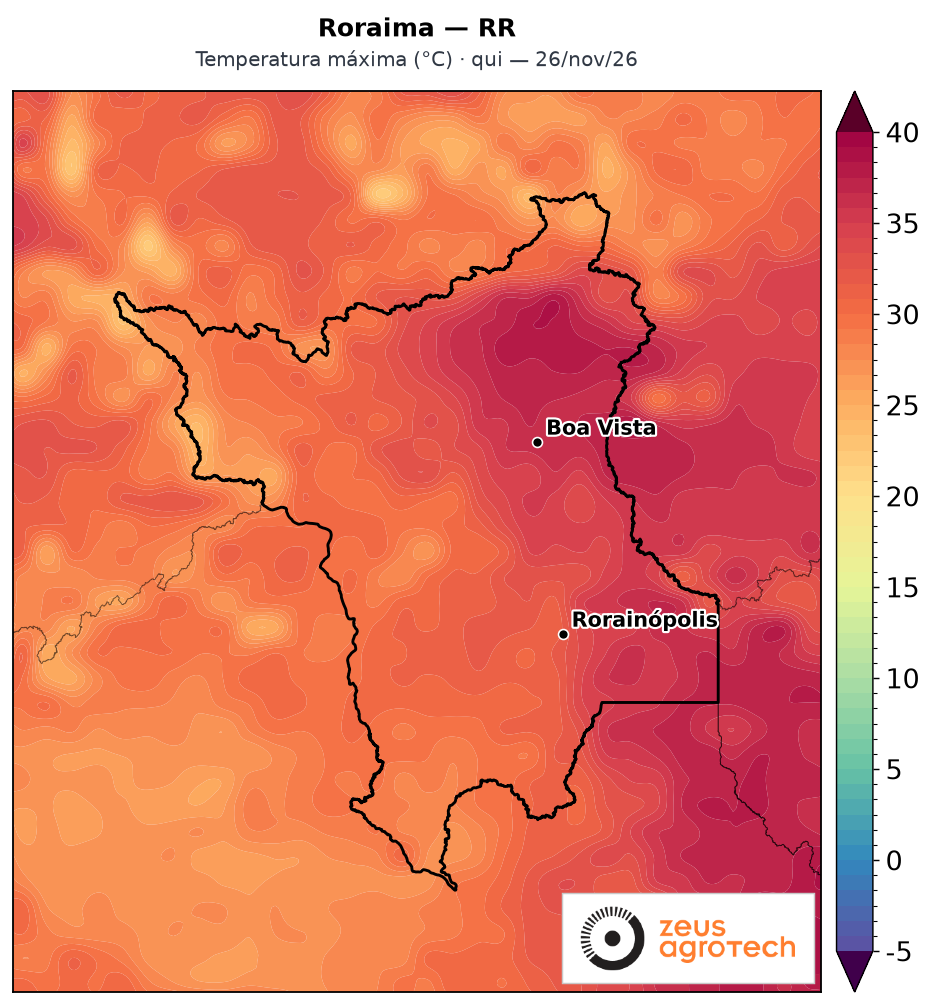 Roraima — RR
Temperatura máxima (°C) · qui — 26/nov/26
40
35
30
25
20
15
10
5
0
-5
Boa Vista
Rorainópolis
zeus
agrotech